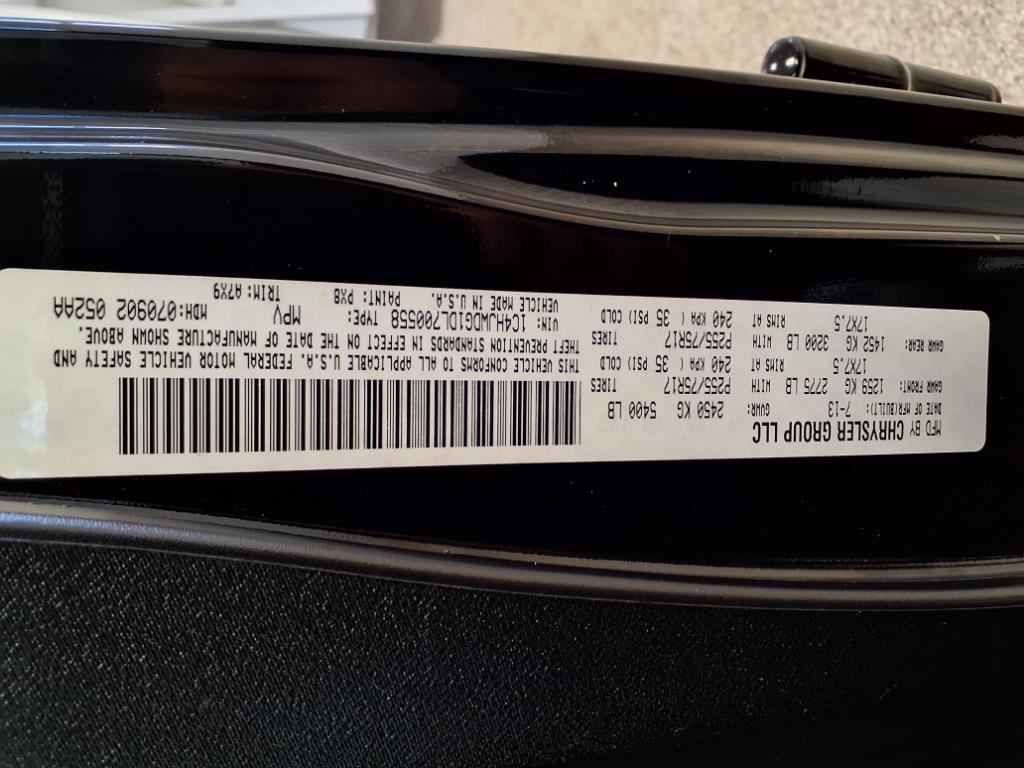 MFD BY CHRYSLER GROUP LLC
DATE OF MFR(BUILT): 7-13 GVWR: 2450 KG 5400 LB
GAWR FRONT: 1259 KG 2775 LB WITH P255/75R17 TIRES
17X7.5 RIMS AT 240 KPA ( 35 PSI) COLD
GAWR REAR: 1452 KG 3200 LB WITH P255/75R17 TIRES
17X7.5 RIMS AT 240 KPA ( 35 PSI) COLD
THIS VEHICLE CONFORMS TO ALL APPLICABLE U.S.A. FEDERAL MOTOR VEHICLE SAFETY AND
THEFT PREVENTION STANDARDS IN EFFECT ON THE DATE OF MANUFACTURE SHOWN ABOVE.
VIN: 1C4HJWDG1DL700558 TYPE: MPV MDH:070902 052AA
VEHICLE MADE IN U.S.A. PAINT: PX8 TRIM: A7X9